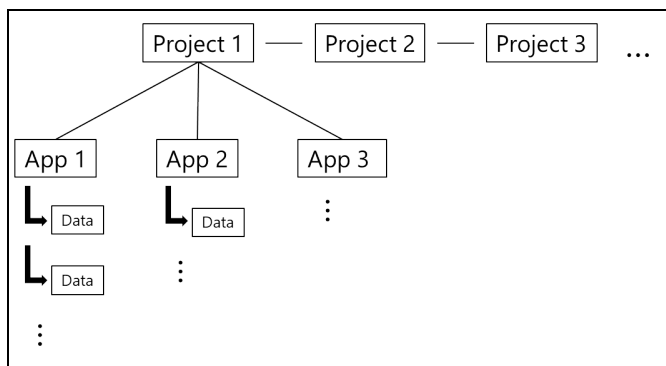 Project 1
Project 2
Project 3
...
App 1
App 2
App 3
Data
Data
Data